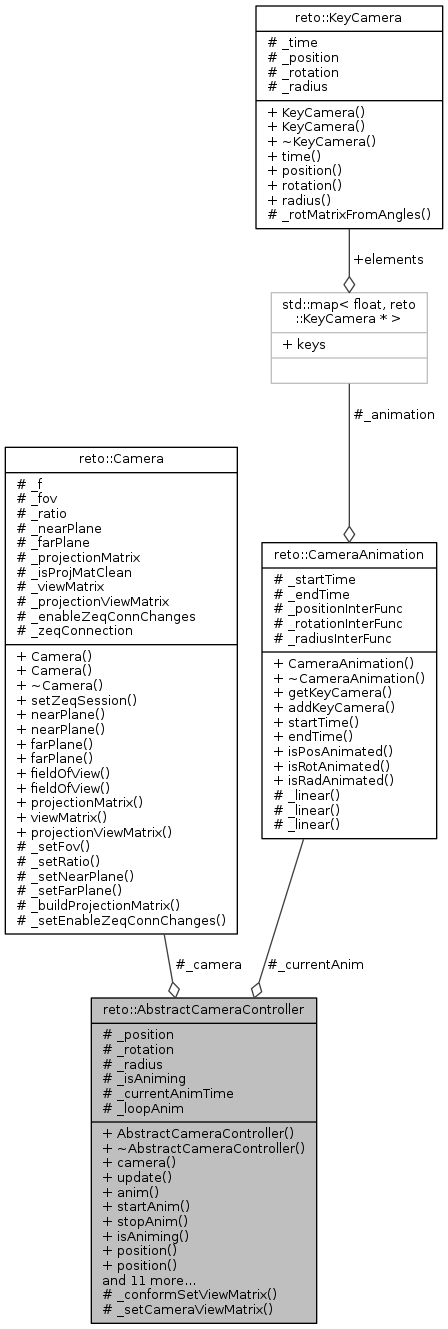 reto::KeyCamera
# _time
# _position
# _rotation
# _radius
+ KeyCamera()
+ KeyCamera()
+ ~KeyCamera()
+ time()
+ position()
+ rotation()
+ radius()
# _rotMatrixFromAngles()
+elements
std::map< float, reto
::KeyCamera * >
+ keys
#_animation
reto::Camera
# _f
# _fov
# _ratio
# _nearPlane
# _farPlane
# _projectionMatrix
# _isProjMatClean
# _viewMatrix
# _projectionViewMatrix
# _enableZeqConnChanges
# _zeqConnection
+ Camera()
+ Camera()
+ ~Camera()
+ setZeqSession()
+ nearPlane()
+ nearPlane()
+ farPlane()
+ farPlane()
+ fieldOfView()
+ fieldOfView()
+ projectionMatrix()
+ viewMatrix()
+ projectionViewMatrix()
# _setFov()
# _setRatio()
# _setNearPlane()
# _setFarPlane()
# _buildProjectionMatrix()
# _setEnableZeqConnChanges()
reto::CameraAnimation
# _startTime
# _endTime
# _positionInterFunc
# _rotationInterFunc
# _radiusInterFunc
+ CameraAnimation()
+ ~CameraAnimation()
+ getKeyCamera()
+ addKeyCamera()
+ startTime()
+ endTime()
+ isPosAnimated()
+ isRotAnimated()
+ isRadAnimated()
# _linear()
# _linear()
# _linear()
#_camera
#_currentAnim
reto::AbstractCameraController
# _position
# _rotation
# _radius
# _isAniming
# _currentAnimTime
# _loopAnim
+ AbstractCameraController()
+ ~AbstractCameraController()
+ camera()
+ update()
+ anim()
+ startAnim()
+ stopAnim()
+ isAniming()
+ position()
+ position()
and 11 more...
# _conformSetViewMatrix()
# _setCameraViewMatrix()